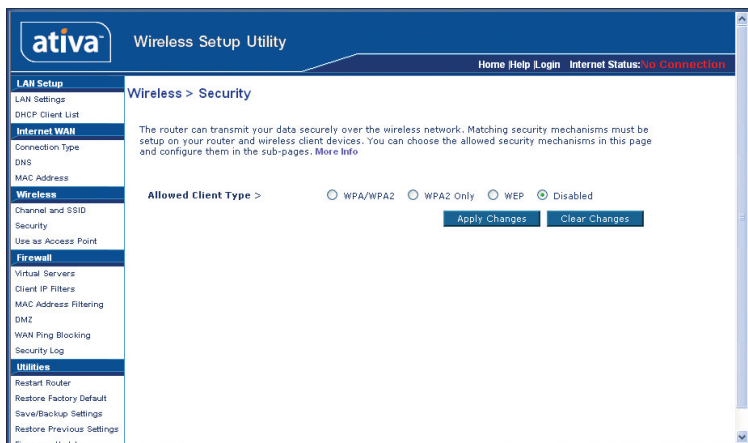 ativa
Wireless Setup Utility
Home |Help |Login Internet Status:No Connection
LAN Setup
LAN Settings
DHCP Client List
Internet WAN
Connection Type
DNS
MAC Address
Wireless
Channel and SSID
Security
Use as Access Point
Firewall
Virtual Servers
Client IP Filters
MAC Address Filtering
DMZ
WAN Ping Blocking
Security Log
Utilities
Restart Router
Restore Factory Default
Save/Backup Settings
Restore Previous Settings
Wireless > Security
The router can transmit your data securely over the wireless network. Matching security mechanisms must be
setup on your router and wireless client devices. You can choose the allowed security mechanisms in this page
and configure them in the sub-pages. More Info
Allowed Client Type > WPA/WPA2 WPA2 Only WEP Disabled
Apply Changes Clear Changes